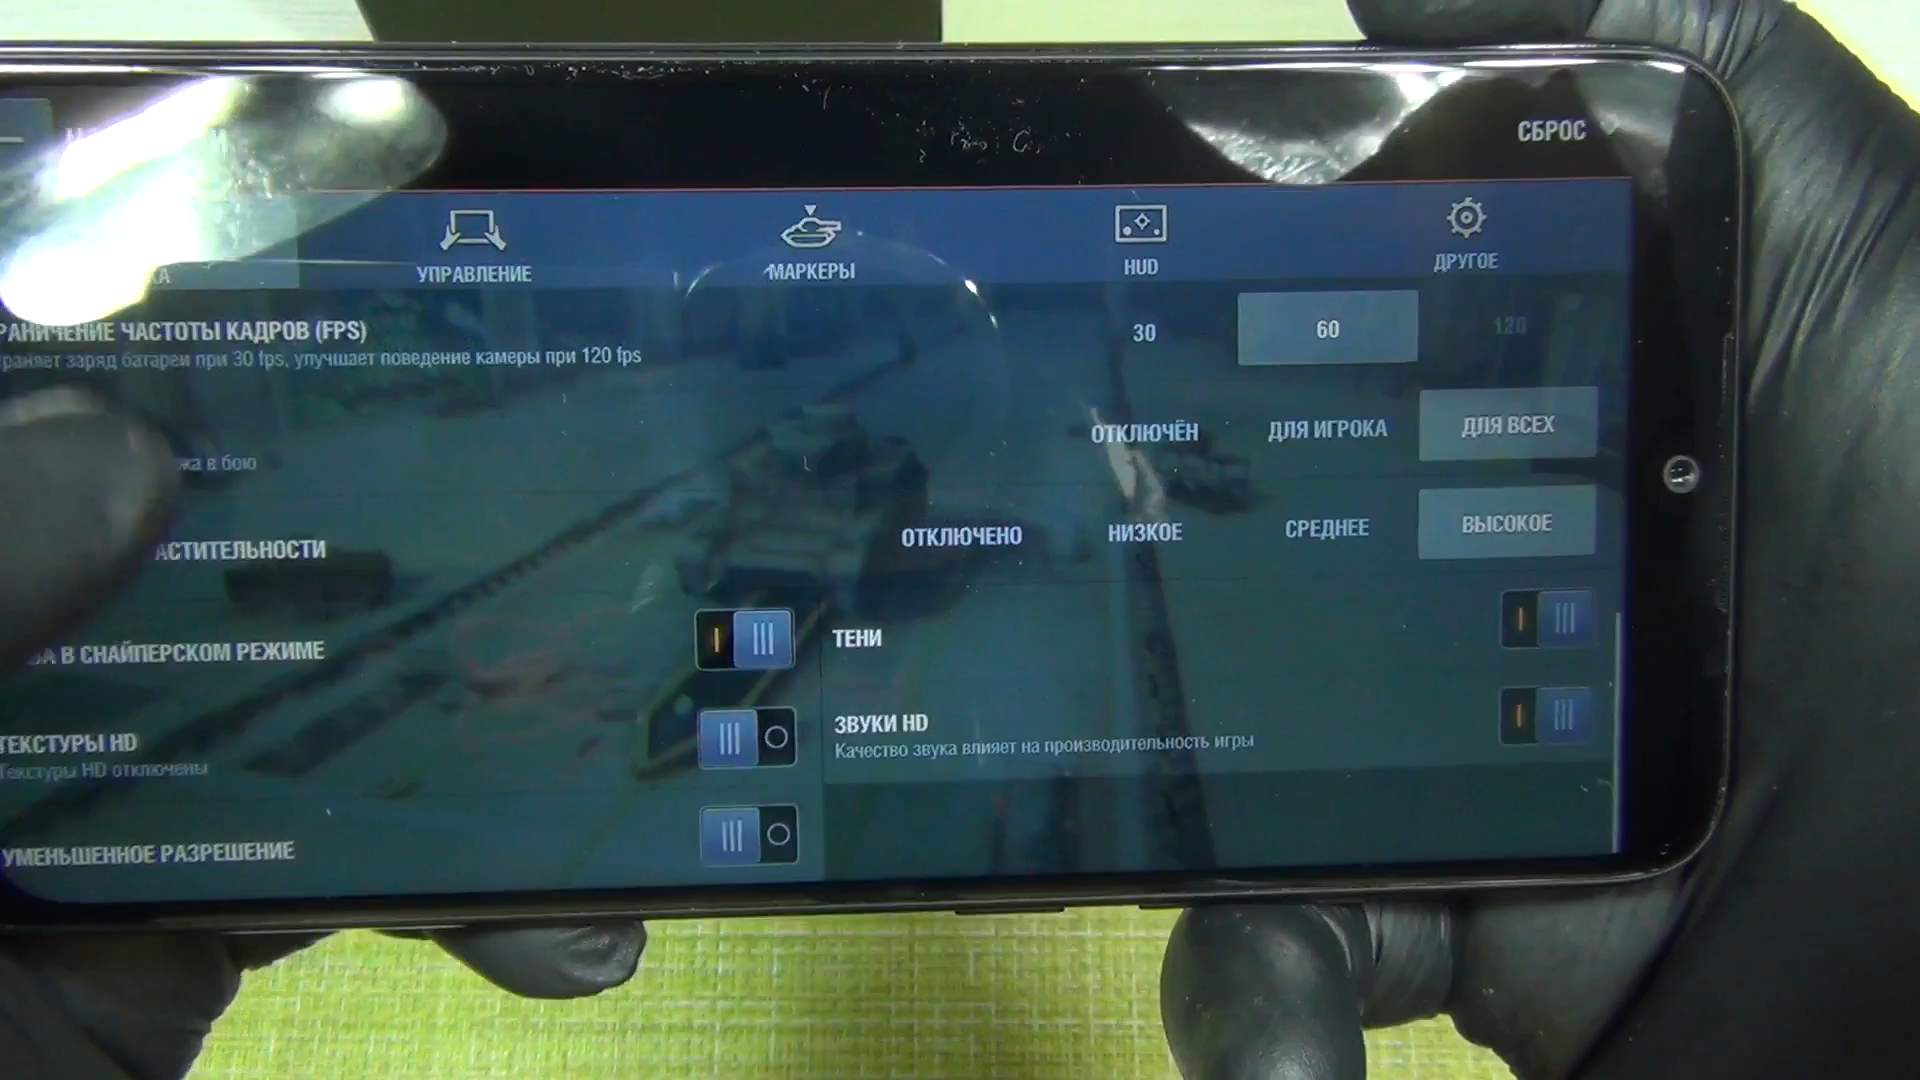 СБРОС
УПРАВЛЕНИЕ
МАРКЕРЫ
HUD
ДРУГОЕ
РАНИЧЕНИЕ ЧАСТОТЫ КАДРОВ (FPS)
раняет заряд батареи при 30 fps, улучшает поведение камеры при 120 fps
30
60
120
жа в бою
ОТКЛЮЧЁН
ДЛЯ ИГРОКА
ДЛЯ ВСЕХ
АСТИТЕЛЬНОСТИ
ОТКЛЮЧЕНО
НИЗКОЕ
СРЕДНЕЕ
ВЫСОКОЕ
ВА В СНАЙПЕРСКОМ РЕЖИМЕ
ТЕНИ
ТЕКСТУРЫ HD
Текстуры HD отключены
ЗВУКИ HD
Качество звука влияет на производительность игры
УМЕНЬШЕННОЕ РАЗРЕШЕНИЕ